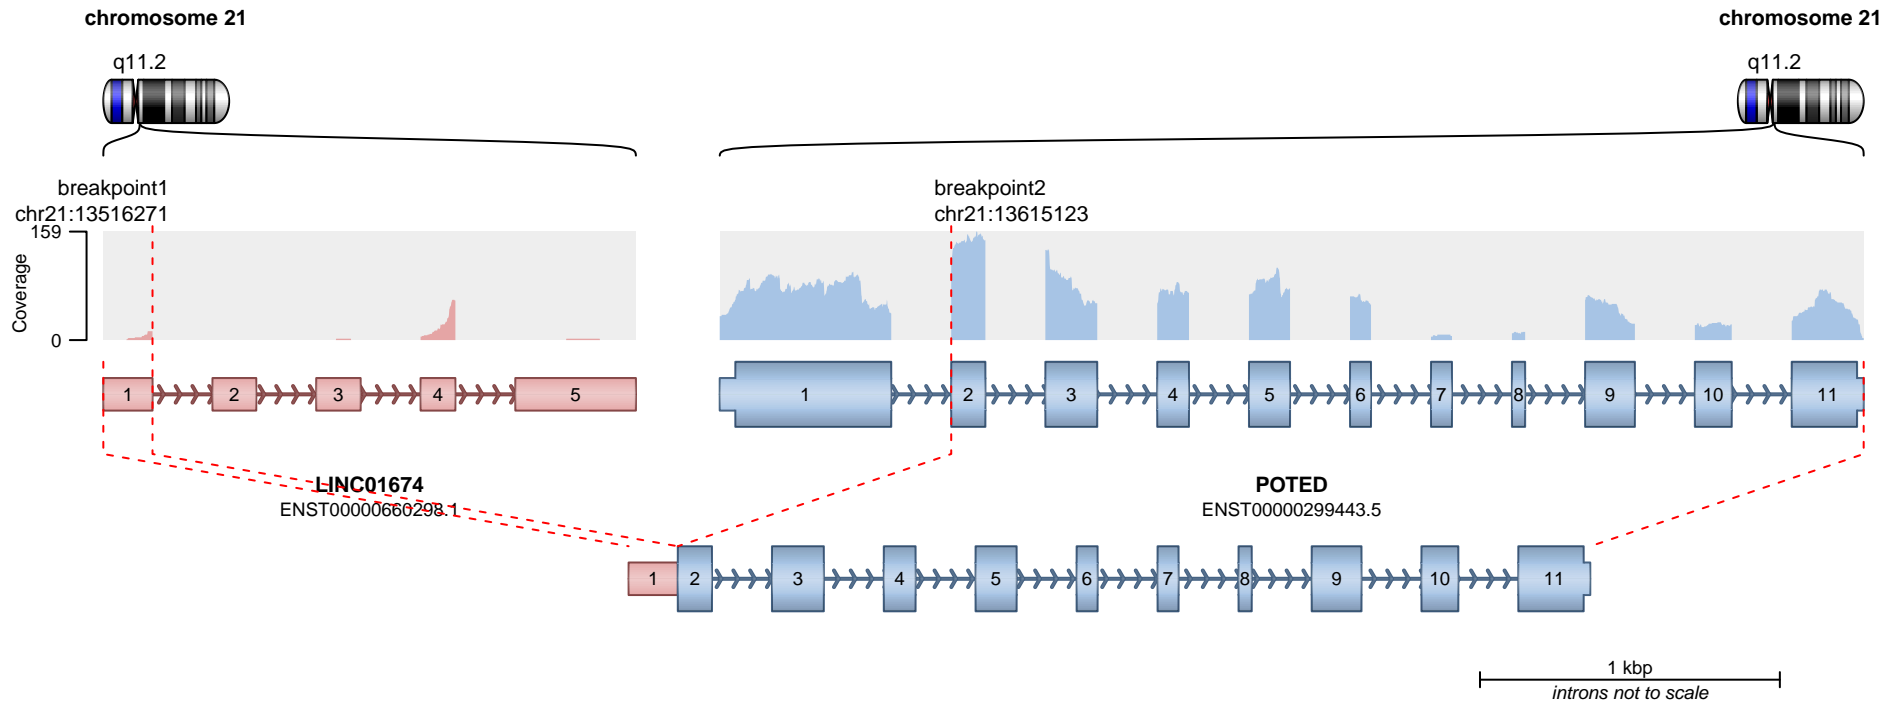 chromosome 21
chromosome 21
q11.2
q11.2
breakpoint1
chr21:13516271
breakpoint2
chr21:13615123
159
Coverage
0
1 2 3 4 5
1 2 3 4 5 6 7 8 9 10 11
LINC01674
ENST00000660298.1
POTED
ENST00000299443.5
1 2 3 4 5 6 7 8 9 10 11
1 kbp
introns not to scale